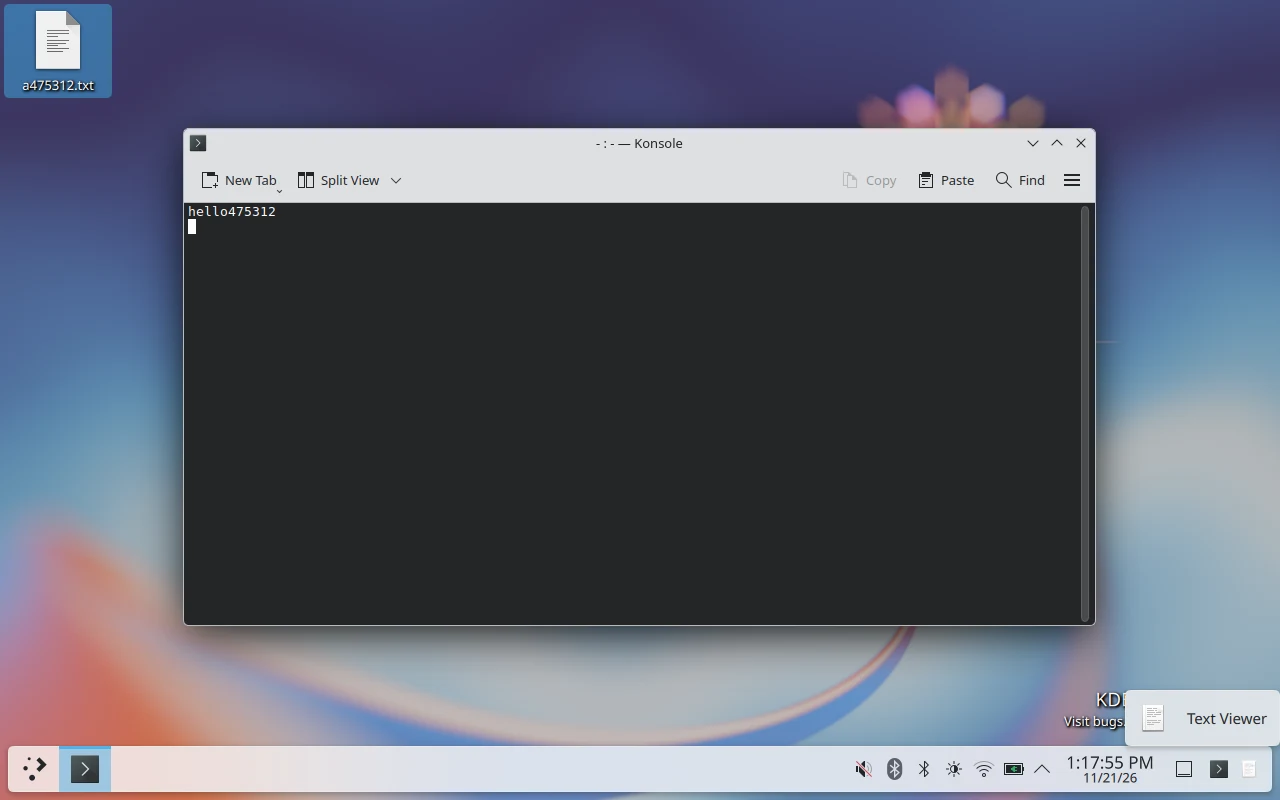 a475312.txt
- : - — Konsole
New Tab
Split View
Copy
Paste
Find
hello475312
KD
Visit bugs.
Text Viewer
1:17:55 PM
11/21/26